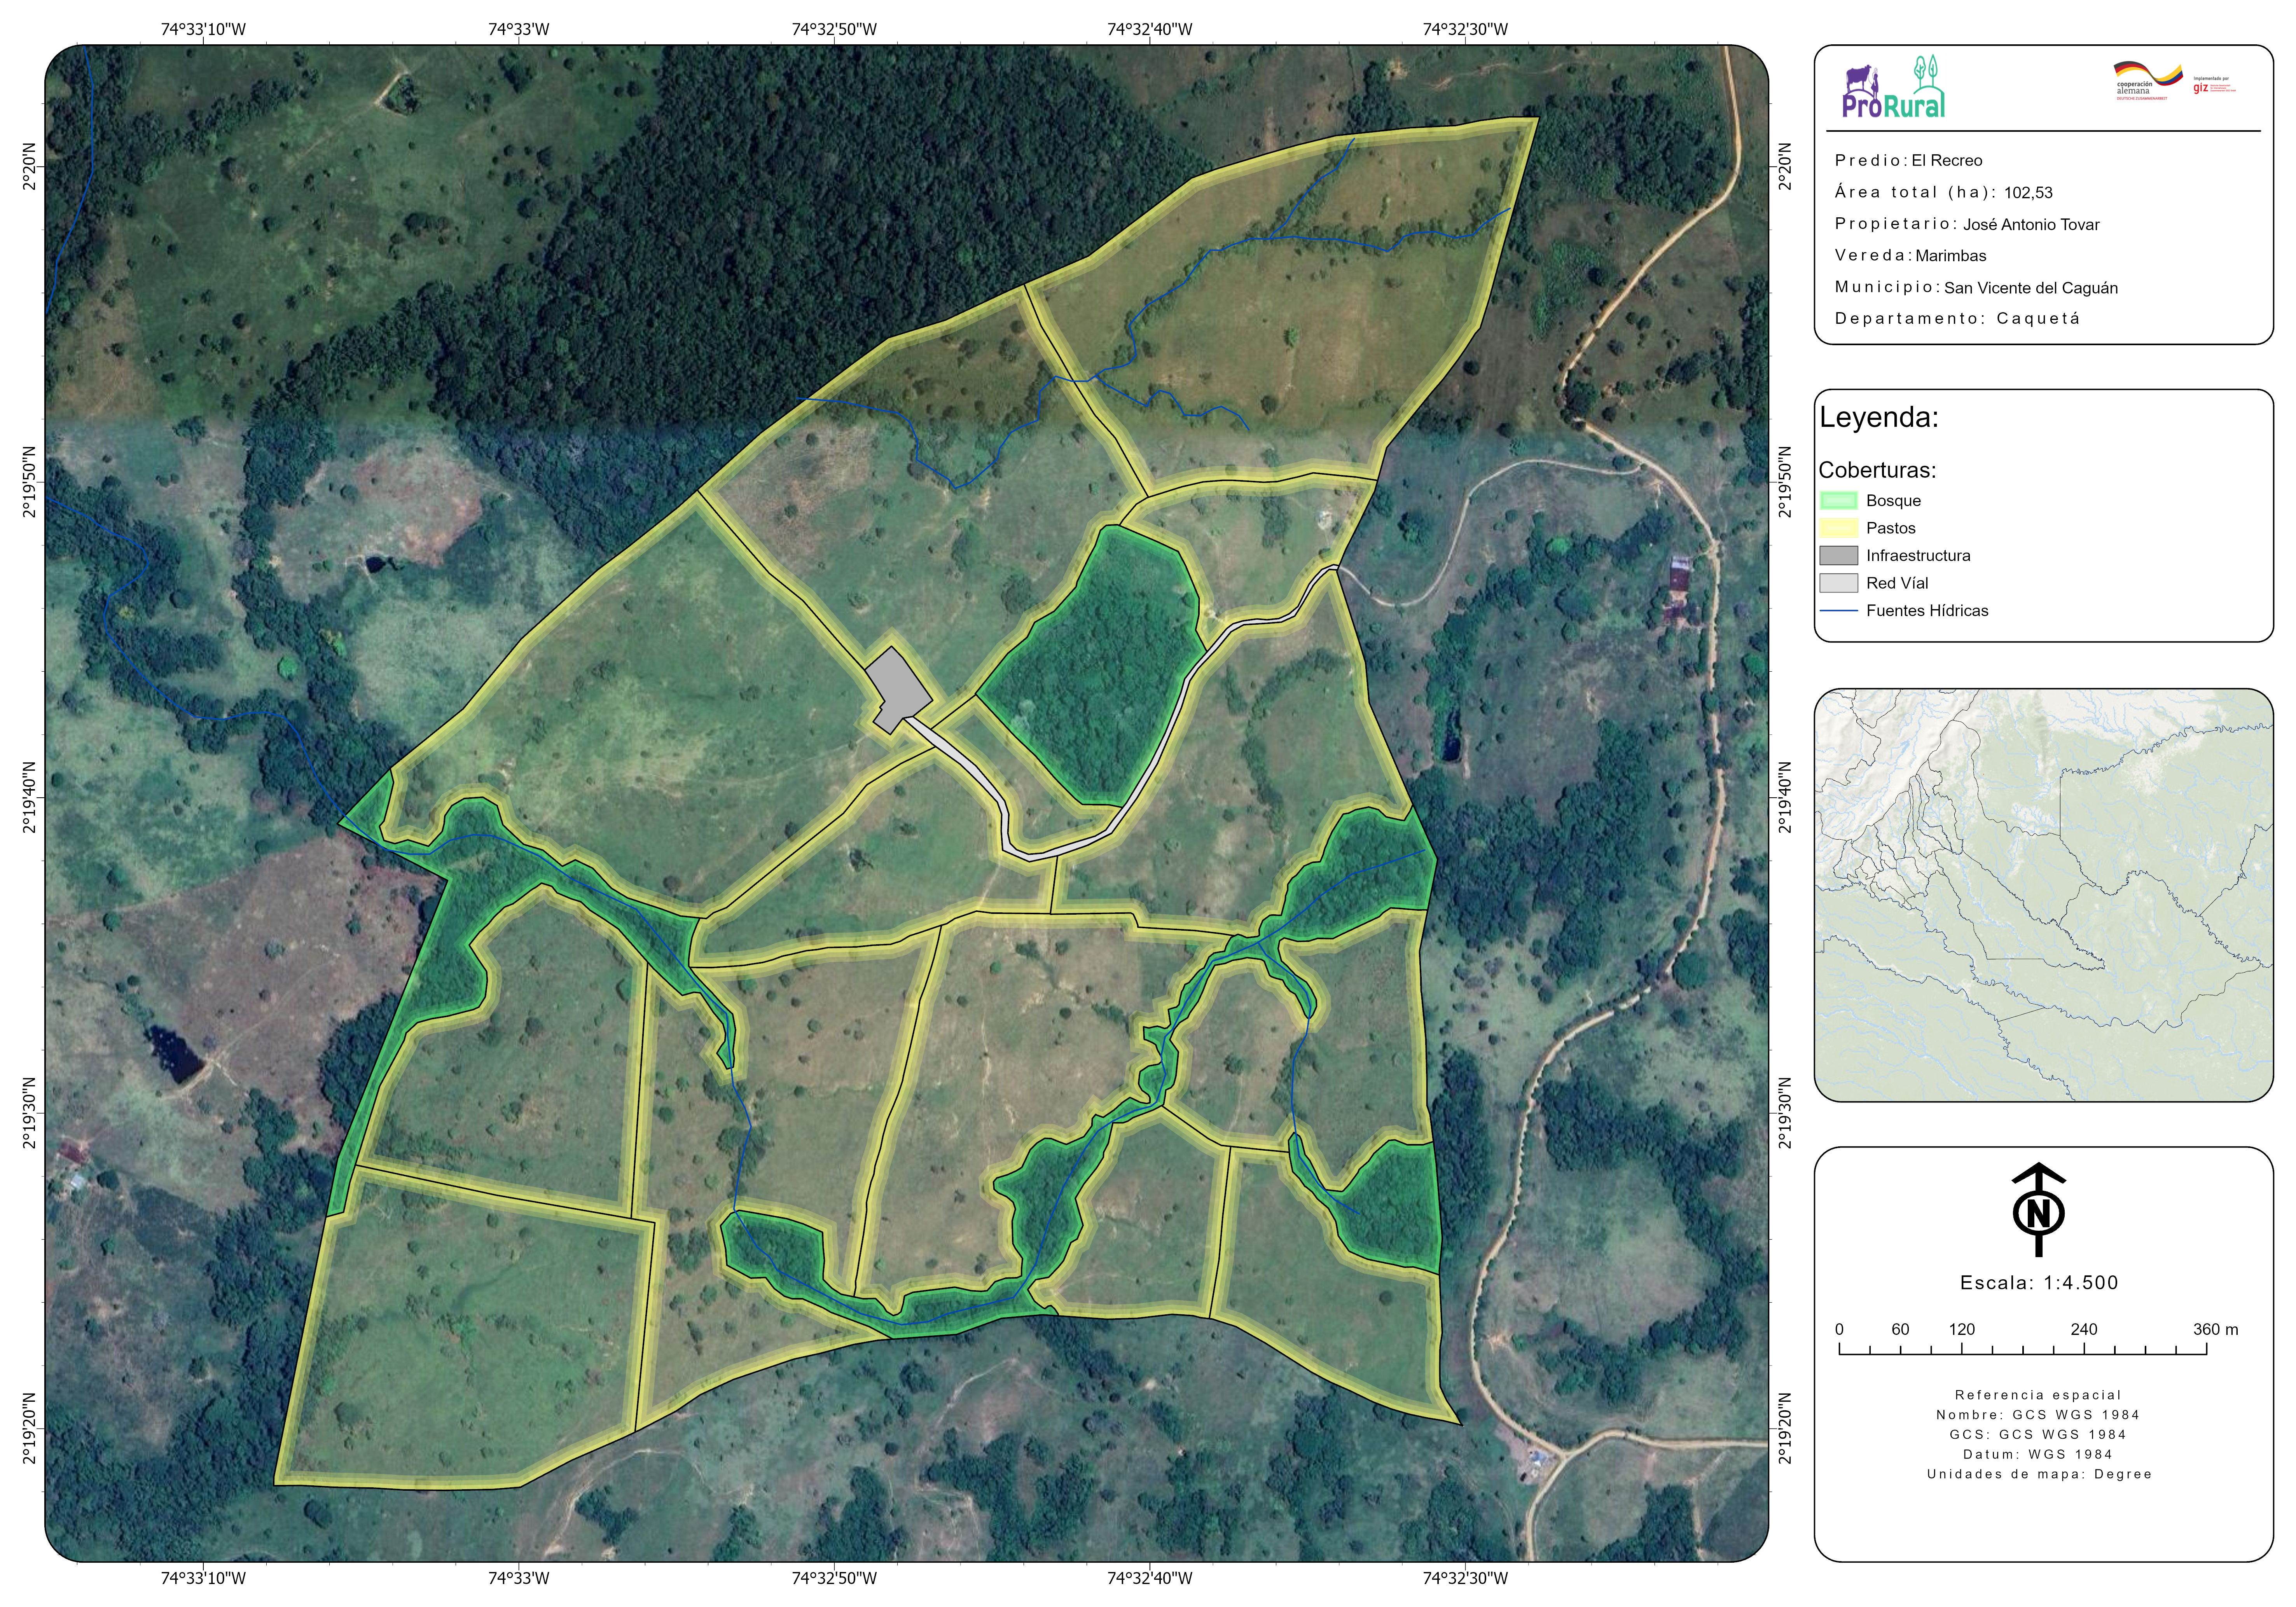 74°33'10"W 74°33'W 74°32'50"W 74°32'40"W 74°32'30"W
2°20'N
2°19'50"N
2°19'40"N
2°19'30"N
2°19'20"N
2°20'N
2°19'50"N
2°19'40"N
2°19'30"N
2°19'20"N
74°33'10"W 74°33'W 74°32'50"W 74°32'40"W 74°32'30"W
ProRural
cooperación
alemana
DEUTSCHE ZUSAMMENARBEIT
Implementada por
giz
Predio: El Recreo
Área total (ha): 102,53
Propietario: José Antonio Tovar
Vereda: Marimbas
Municipio: San Vicente del Caguán
Departamento: Caquetá
Leyenda:
Coberturas:
Bosque
Pastos
Infraestructura
Red Víal
Fuentes Hídricas
N
Escala: 1:4.500
0 60 120 240 360 m
Referencia espacial
Nombre: GCS WGS 1984
GCS: GCS WGS 1984
Datum: WGS 1984
Unidades de mapa: Degree